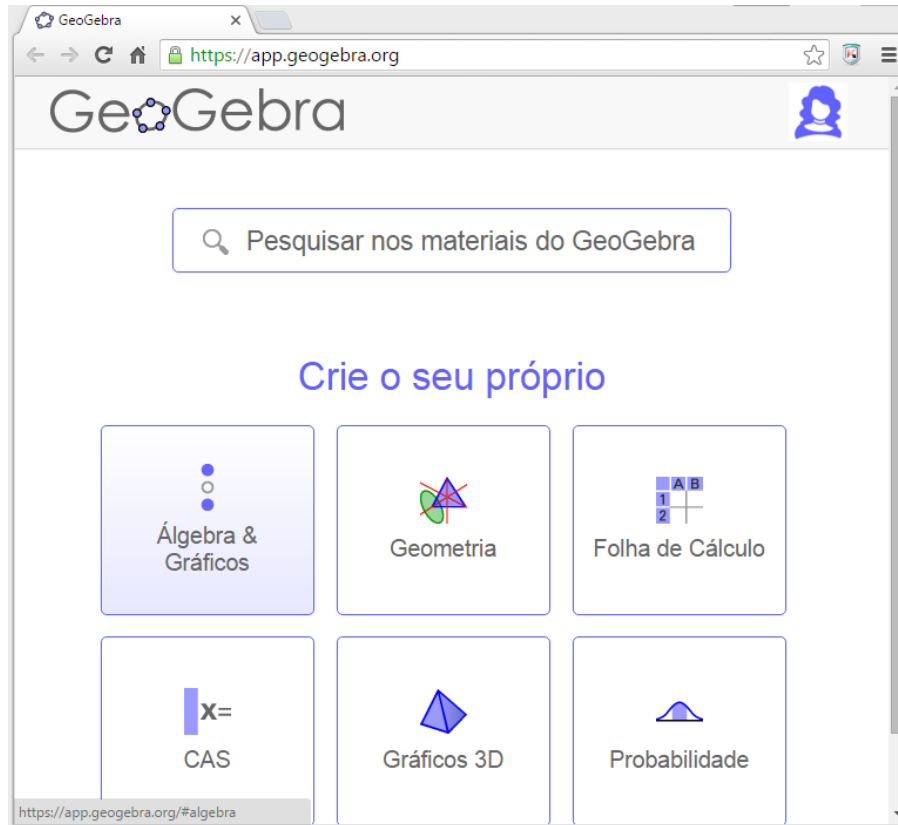 GeoGebra
https://app.geogebra.org
GeoGebra
Pesquisar nos materiais do GeoGebra
Crie o seu próprio
Álgebra &
Gráficos
Geometria
A B
1
2
Folha de Cálculo
x=
CAS
Gráficos 3D
Probabilidade
https://app.geogebra.org/#algebra